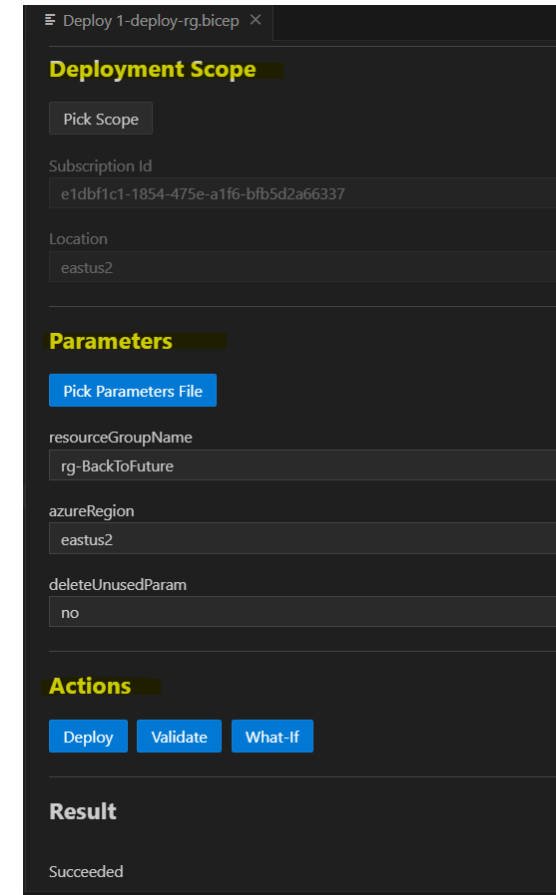 Deploy 1-deploy-rg.bicep
Deployment Scope
Pick Scope
Subscription Id
e1dbf1c1-1854-475e-a1f6-bfb5d2a66337
Location
eastus2
Parameters
Pick Parameters File
resourceGroupName
rg-BackToFuture
azureRegion
eastus2
deleteUnusedParam
no
Actions
Deploy Validate What-If
Result
Succeeded